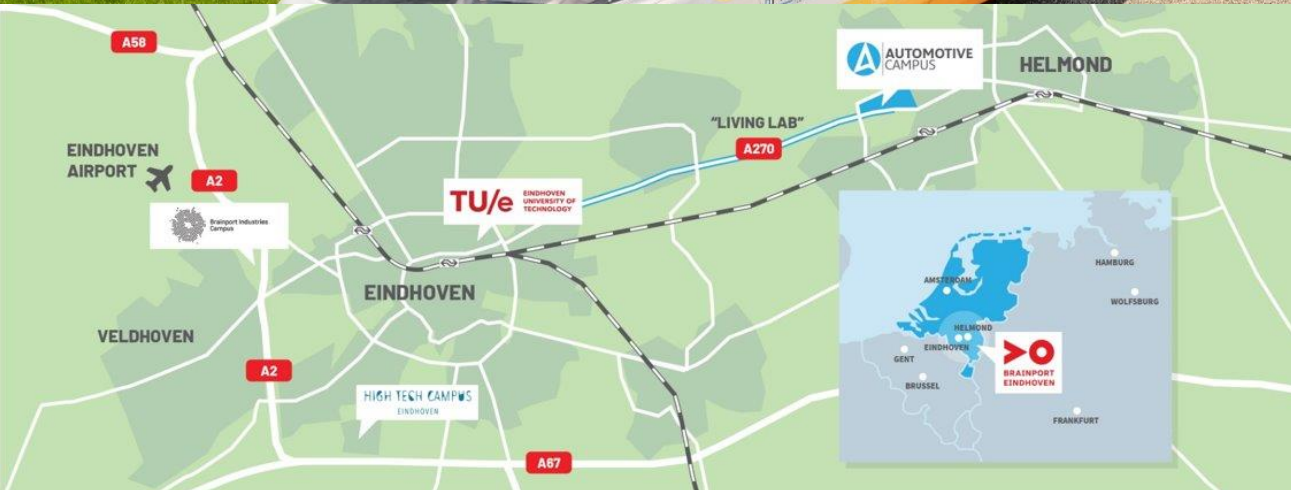 A58
AUTOMOTIVE
CAMPUS
HELMOND
"LIVING LAB"
A270
EINDHOVEN
AIRPORT
A2
TU/e
EINDHOVEN
UNIVERSITY OF
TECHNOLOGY
Brainport Industries
Campus
EINDHOVEN
VELDHOVEN
A2
HIGH TECH CAMPUS
EINDHOVEN
A67
HAMBURG
AMSTERDAM
WOLFSBURG
HELMOND
EINDHOVEN
GENT
BRUSSEL
BRAINPORT
EINDHOVEN
FRANKFURT